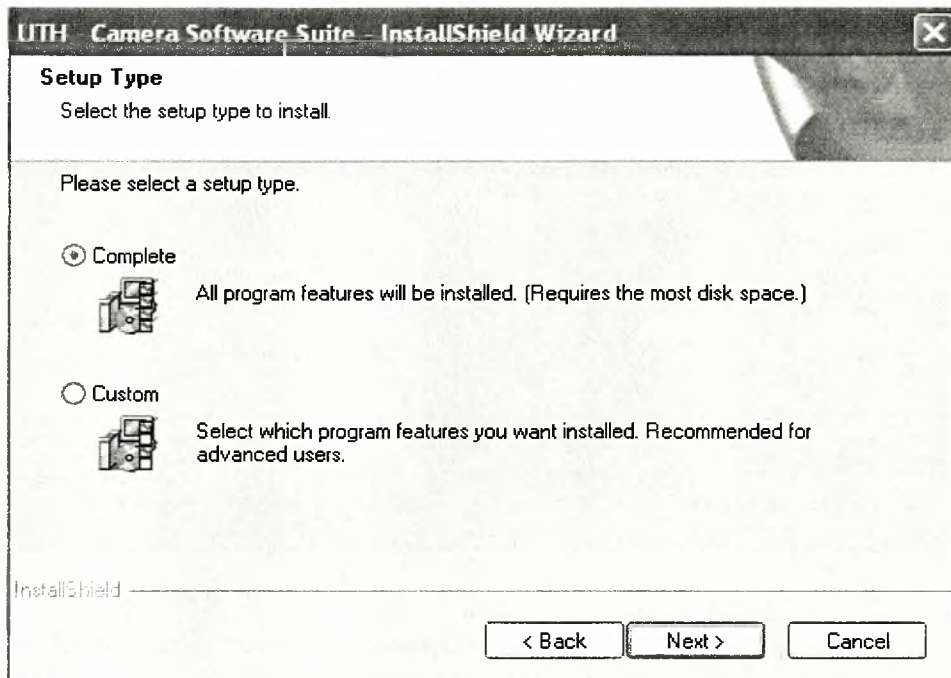 UTH Camera Software Suite - InstallShield Wizard
Setup Type
Select the setup type to install.
Please select a setup type.
Complete
All program features will be installed. (Requires the most disk space.)
Custom
Select which program features you want installed. Recommended for
advanced users.
InstallShield
< Back Next > Cancel